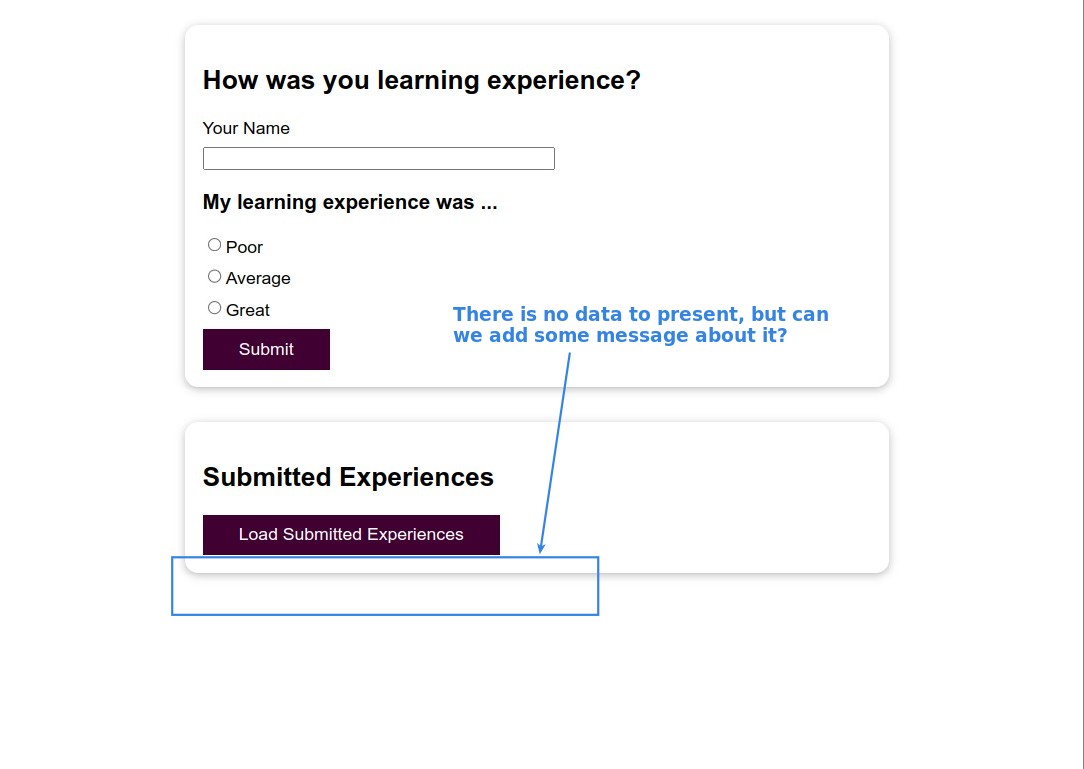 How was you learning experience?
Your Name
My learning experience was ...
Poor
Average
Great
There is no data to present, but can
we add some message about it?
Submit
Submitted Experiences
Load Submitted Experiences